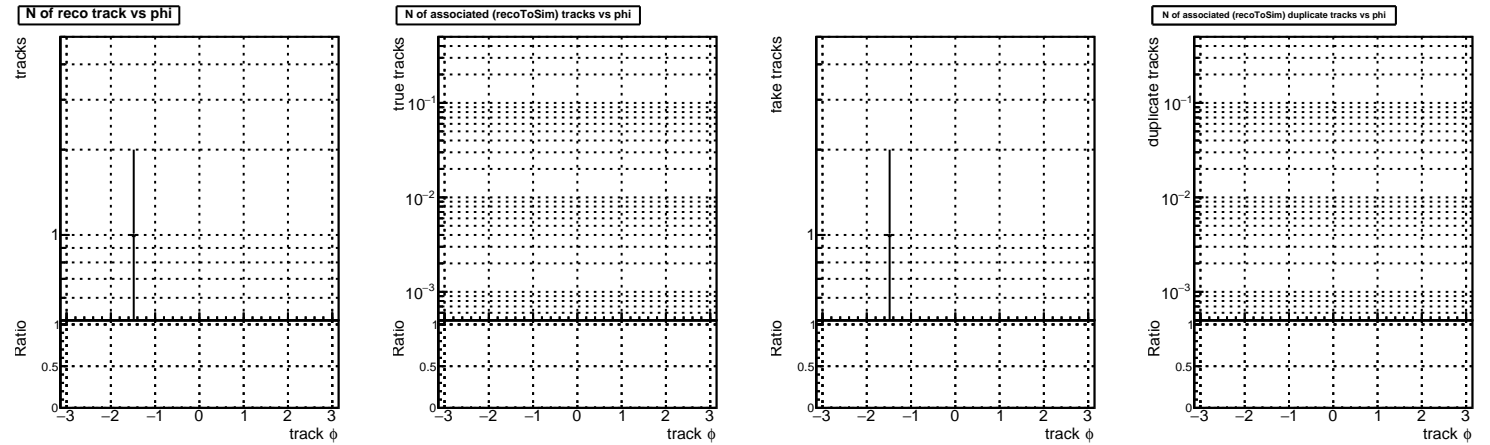 N of reco track vs phi
tracks
1
Ratio
1
0.5
0
−3 −2 −1 0 1 2 3
track ϕ
N of associated (recoToSim) tracks vs phi
true tracks
10−1
10−2
10−3
Ratio
1
0.5
0
−3 −2 −1 0 1 2 3
track ϕ
fake tracks
1
Ratio
1
0.5
0
−3 −2 −1 0 1 2 3
track ϕ
N of associated (recoToSim) duplicate tracks vs phi
duplicate tracks
10−1
10−2
10−3
Ratio
1
0.5
0
−3 −2 −1 0 1 2 3
track ϕ